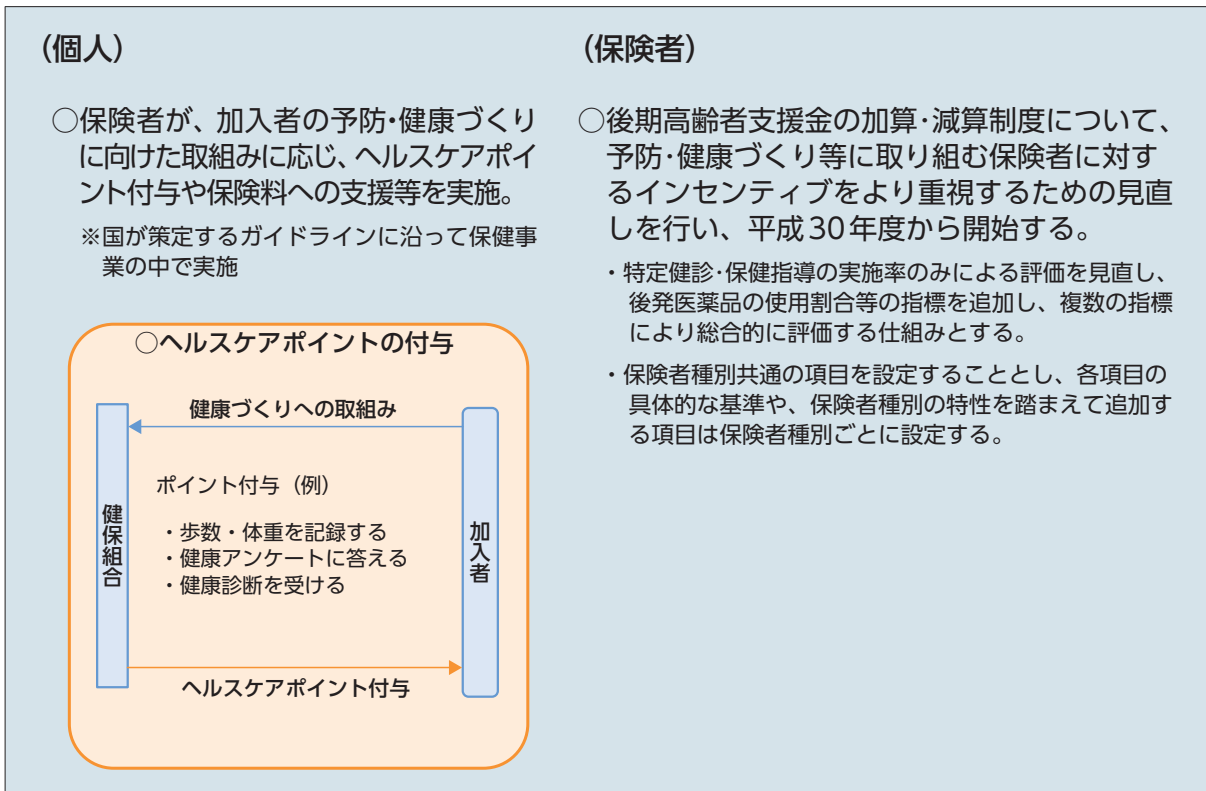 （個人）
○保険者が、加入者の予防・健康づくり
に向けた取組みに応じ、ヘルスケアポイ
ント付与や保険料への支援等を実施。
※国が策定するガイドラインに沿って保健事
業の中で実施
○ヘルスケアポイントの付与
健康づくりへの取組み
健保組合
ポイント付与（例）
・歩数・体重を記録する
・健康アンケートに答える
・健康診断を受ける
加入者
ヘルスケアポイント付与
（保険者）
○後期高齢者支援金の加算・減算制度について、
予防・健康づくり等に取り組む保険者に対す
るインセンティブをより重視するための見直
しを行い、平成30年度から開始する。
・特定健診・保健指導の実施率のみによる評価を見直し、
後発医薬品の使用割合等の指標を追加し、複数の指標
により総合的に評価する仕組みとする。
・保険者種別共通の項目を設定することとし、各項目の
具体的な基準や、保険者種別の特性を踏まえて追加す
る項目は保険者種別ごとに設定する。